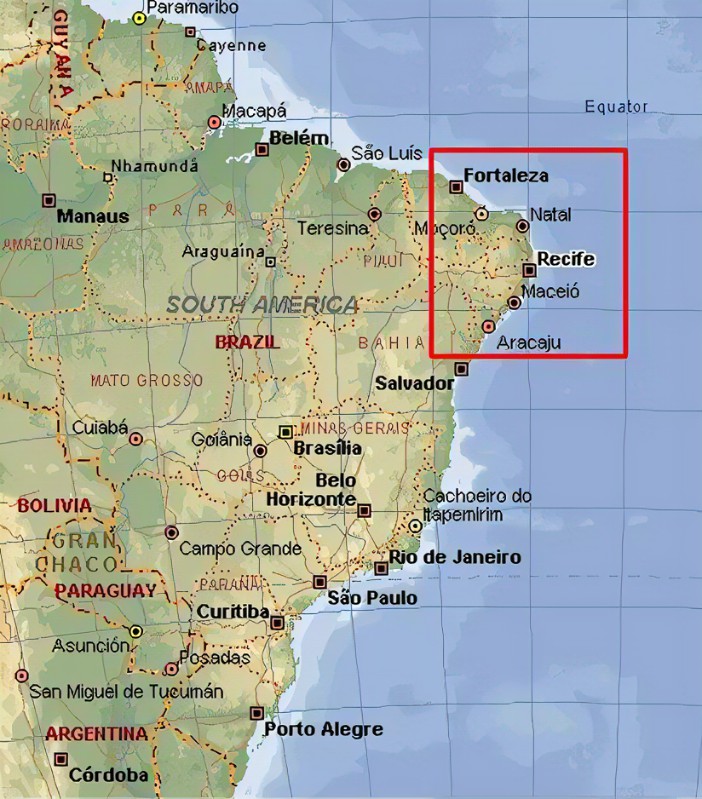 Paramaribo
GUYANA
Cayenne
AMAPÁ
Equator
Macapá
RORAIMA
Belém
São Luís
Nhamundá
Fortaleza
Manaus
PARÁ
Teresina
Moçoró
Natal
AMAZONAS
Araguaína
PIAUÍ
Recife
Maceió
SOUTH AMERICA
BRAZIL
BAHIA
Aracaju
MATO GROSSO
Salvador
Cuiabá
Goiânia
MINAS GERAIS
Brasília
GOIÁS
Belo
Horizonte
BOLIVIA
Cachoeiro do
Itapemirim
GRAN
CHACO
Campo Grande
Rio de Janeiro
PARAGUAY
PARANÁ
São Paulo
Curitiba
Asunción
Posadas
San Miguel de Tucumán
ARGENTINA
Porto Alegre
Córdoba